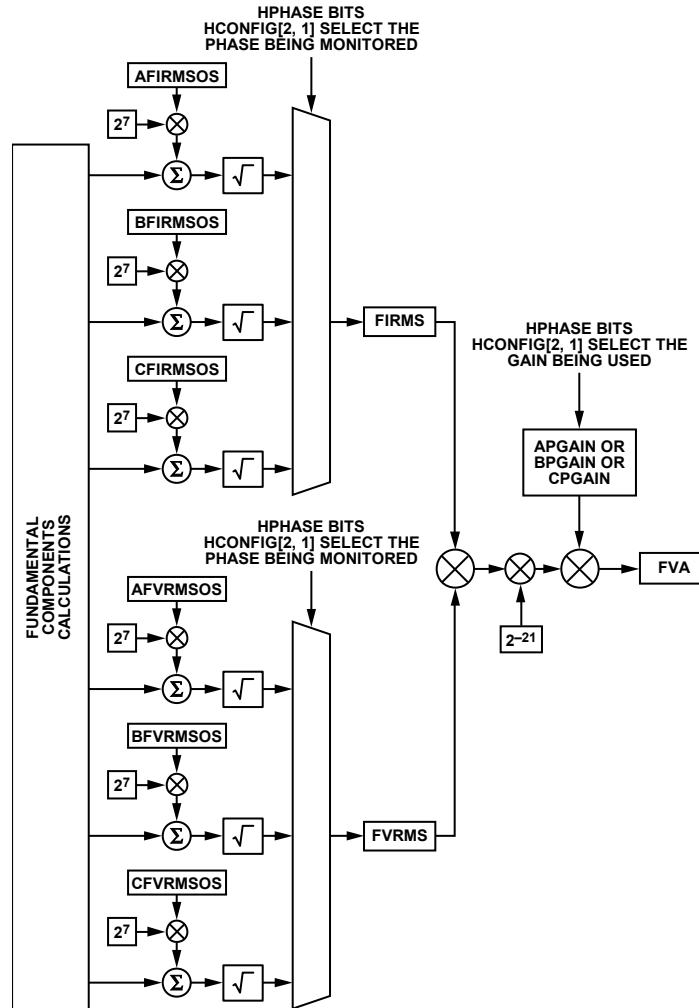 HPHASE BITS
HCONFIG[2, 1] SELECT THE
PHASE BEING MONITORED
AFIRMSOS
2⁷
Σ
√
BFIRMSOS
2⁷
Σ
√
CFIRMSOS
2⁷
Σ
√
FIRMS
HPHASE BITS
HCONFIG[2, 1] SELECT THE
GAIN BEING USED
APGAIN OR
BPGAIN OR
CPGAIN
FUNDAMENTAL
COMPONENTS
CALCULATIONS
HPHASE BITS
HCONFIG[2, 1] SELECT THE
PHASE BEING MONITORED
FVA
2⁻²¹
AFVRMSOS
2⁷
Σ
√
BFVRMSOS
2⁷
Σ
√
FVRMS
CFVRMSOS
2⁷
Σ
√